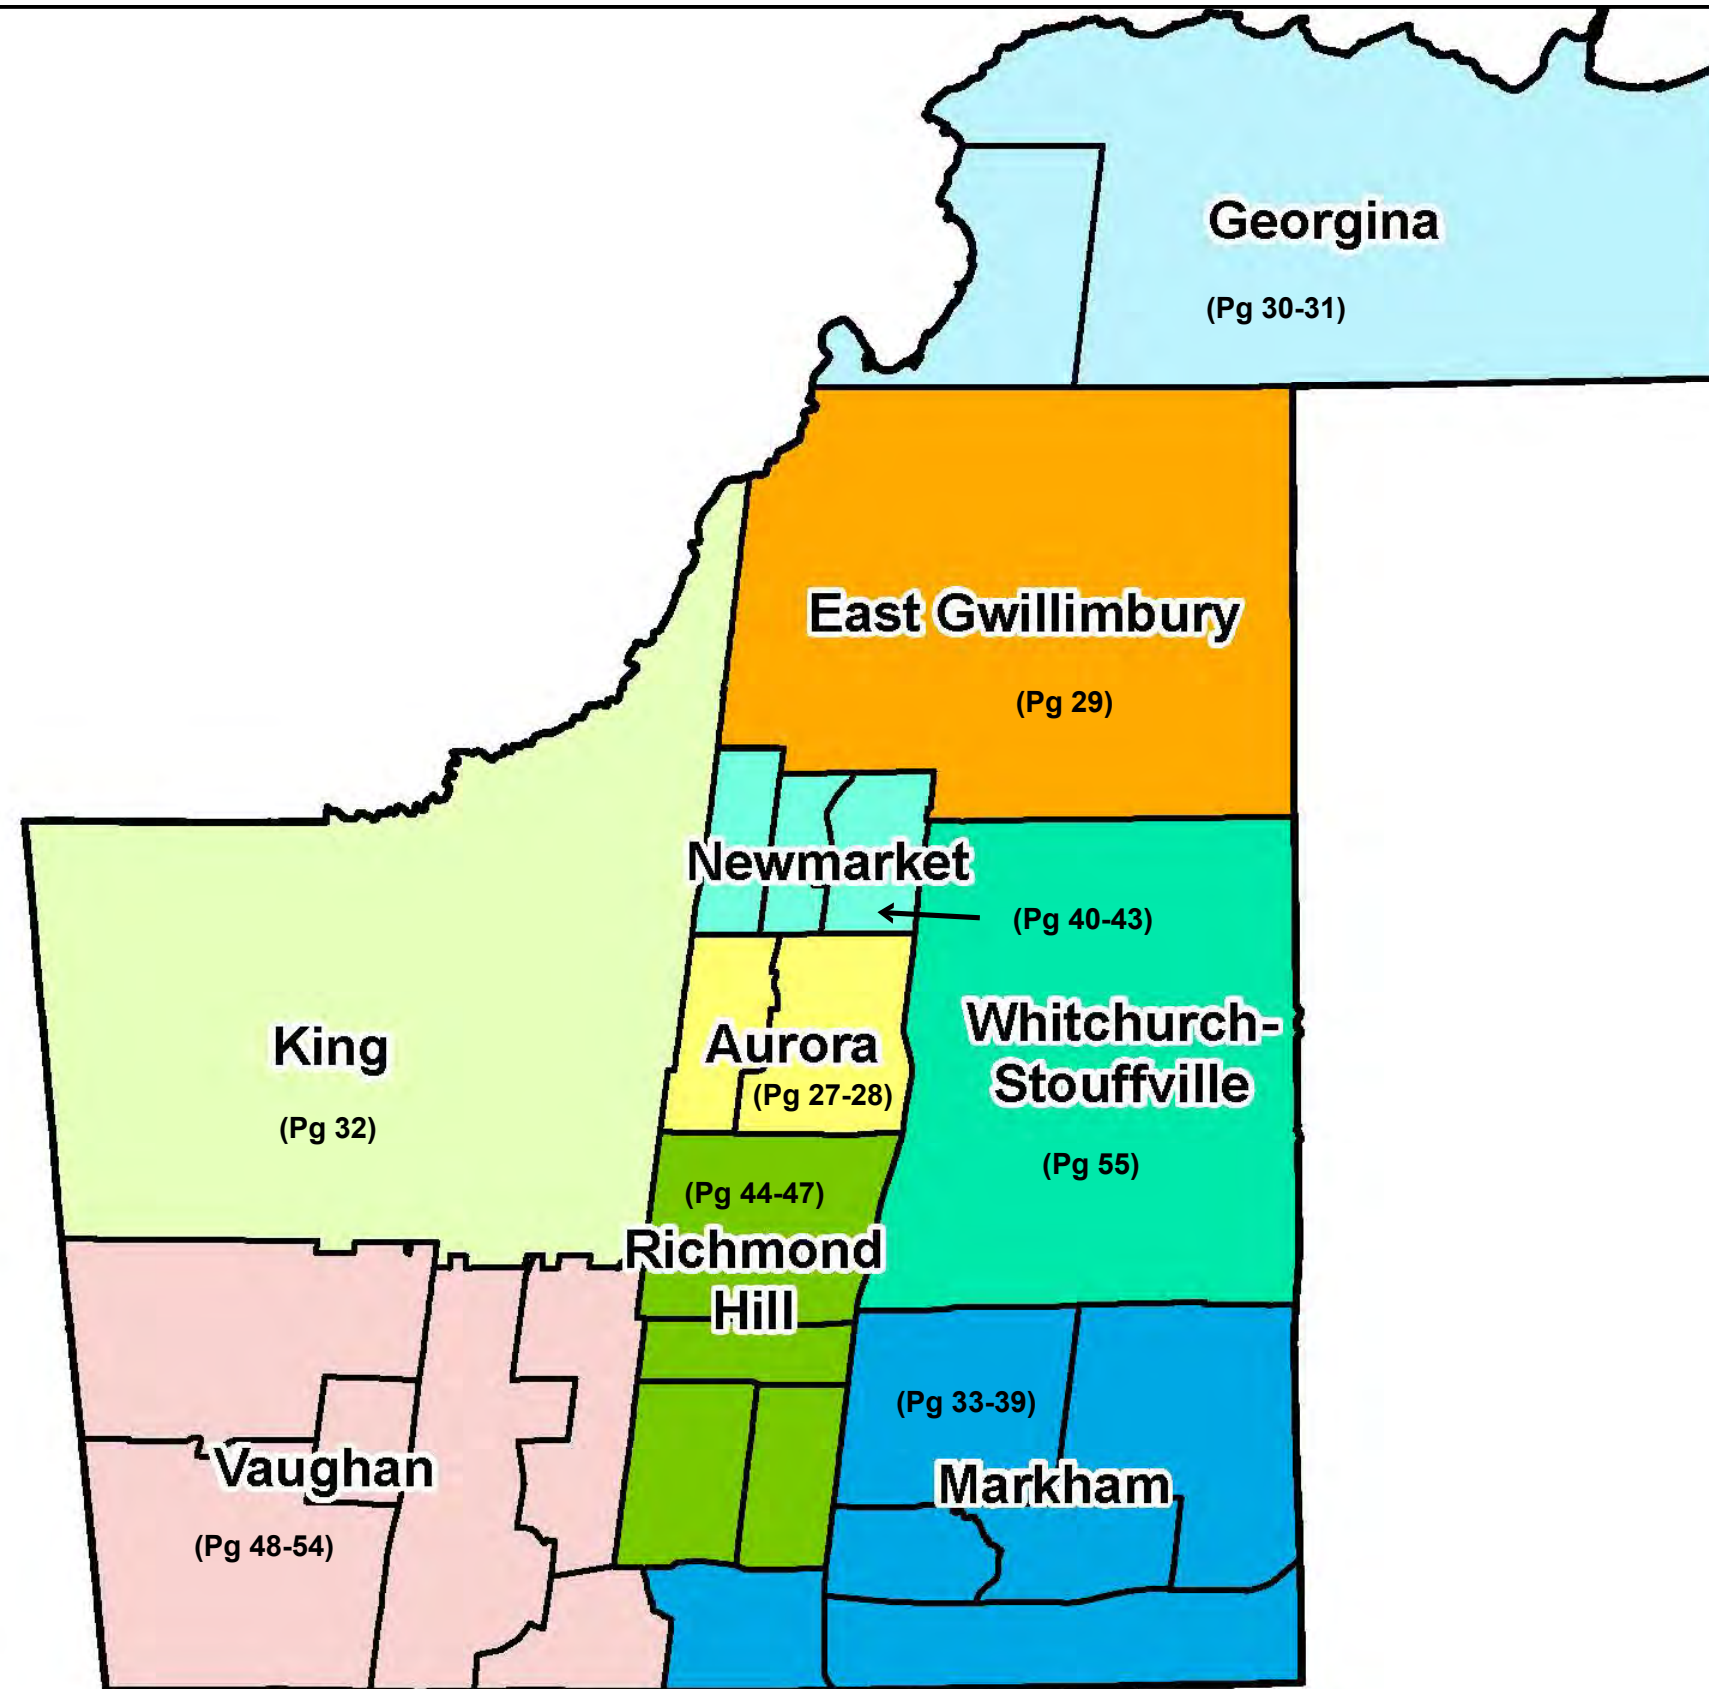 Georgina
(Pg 30-31)
East Gwillimbury
(Pg 29)
Newmarket
(Pg 40-43)
King
(Pg 32)
Aurora
(Pg 27-28)
Whitchurch-
Stouffville
(Pg 55)
(Pg 44-47)
Richmond
Hill
(Pg 33-39)
Markham
Vaughan
(Pg 48-54)